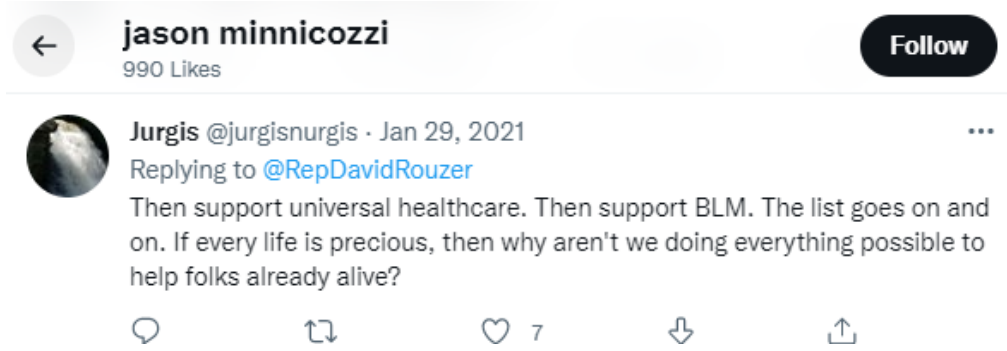 jason minnicozzi
990 Likes
Follow
Jurgis @jurgisnurgis · Jan 29, 2021
Replying to @RepDavidRouzer
Then support universal healthcare. Then support BLM. The list goes on and
on. If every life is precious, then why aren't we doing everything possible to
help folks already alive?
7